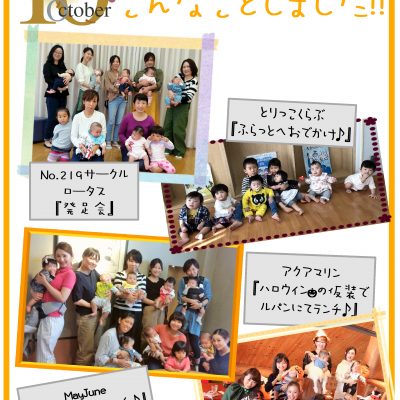 10 October こんなことしました!!
とりっこくらぶ
『ふらっとへおでかけ♪』
No.219サークル
ロータス
『発足会』
アクアマリン
『ハロウィン🎃の仮装で
ルパンにてランチ♪』
MayJune